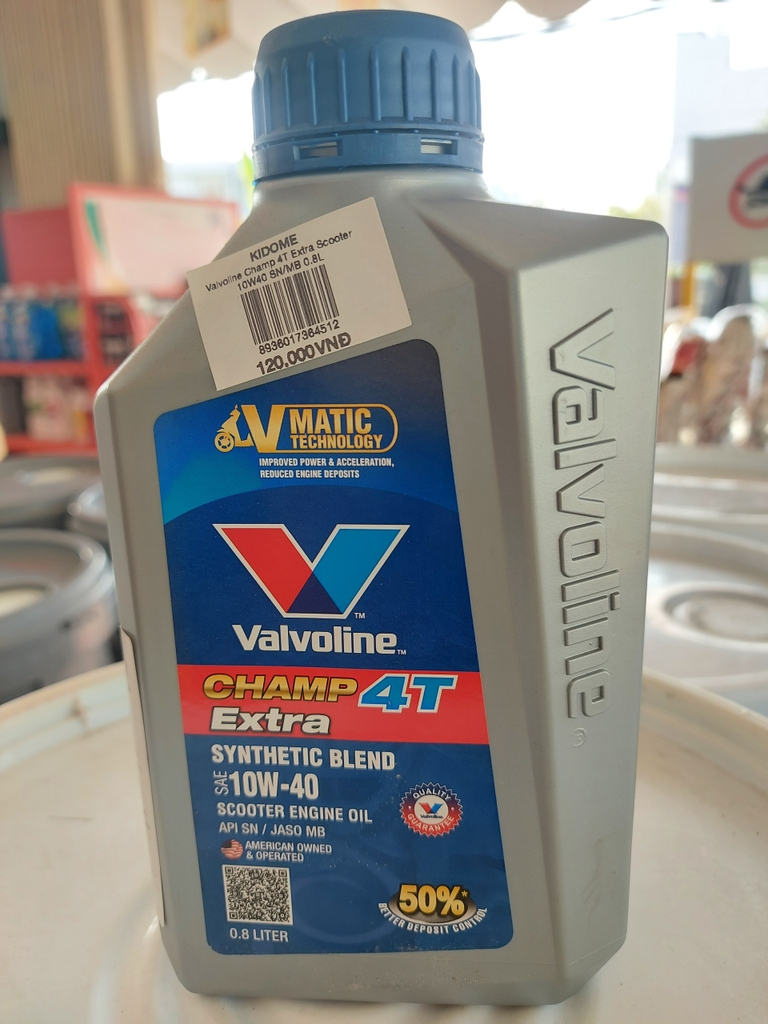 KIDOME
Valvoline Champ 4T Extra Scooter
10W40 SN/MB 0.8L
8936017364512
120.000VNĐ
V MATIC
TECHNOLOGY
IMPROVED POWER & ACCELERATION,
REDUCED ENGINE DEPOSITS
Valvoline™
CHAMP 4T
Extra
SYNTHETIC BLEND
SAE 10W-40
SCOOTER ENGINE OIL
API SN / JASO MB
AMERICAN OWNED
& OPERATED
QUALITY
Valvoline
GUARANTEE
50%*
BETTER DEPOSIT CONTROL
0.8 LITER
Valvoline®